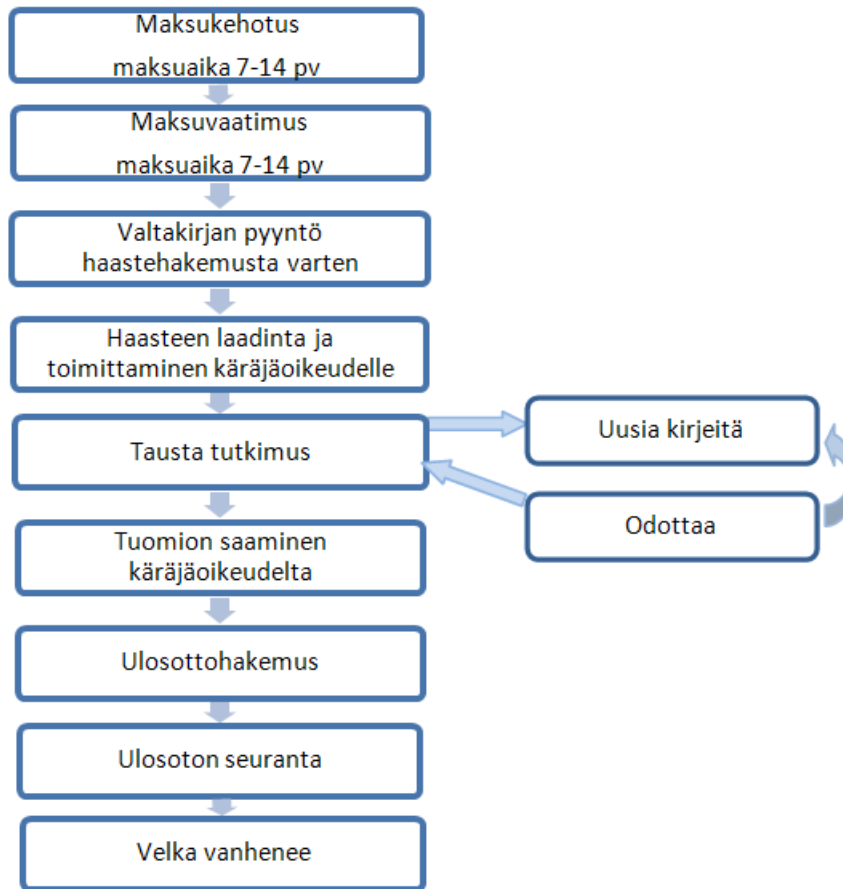 Maksukehotus
maksuaika 7-14 pv
Maksuvaatimus
maksuaika 7-14 pv
Valtakirjan pyyntö
haastehakemusta varten
Haasteen laadinta ja
toimittaminen käräjäoikeudelle
Tausta tutkimus
Uusia kirjeitä
Odottaa
Tuomion saaminen
käräjäoikeudelta
Ulosottohakemus
Ulosoton seuranta
Velka vanhenee